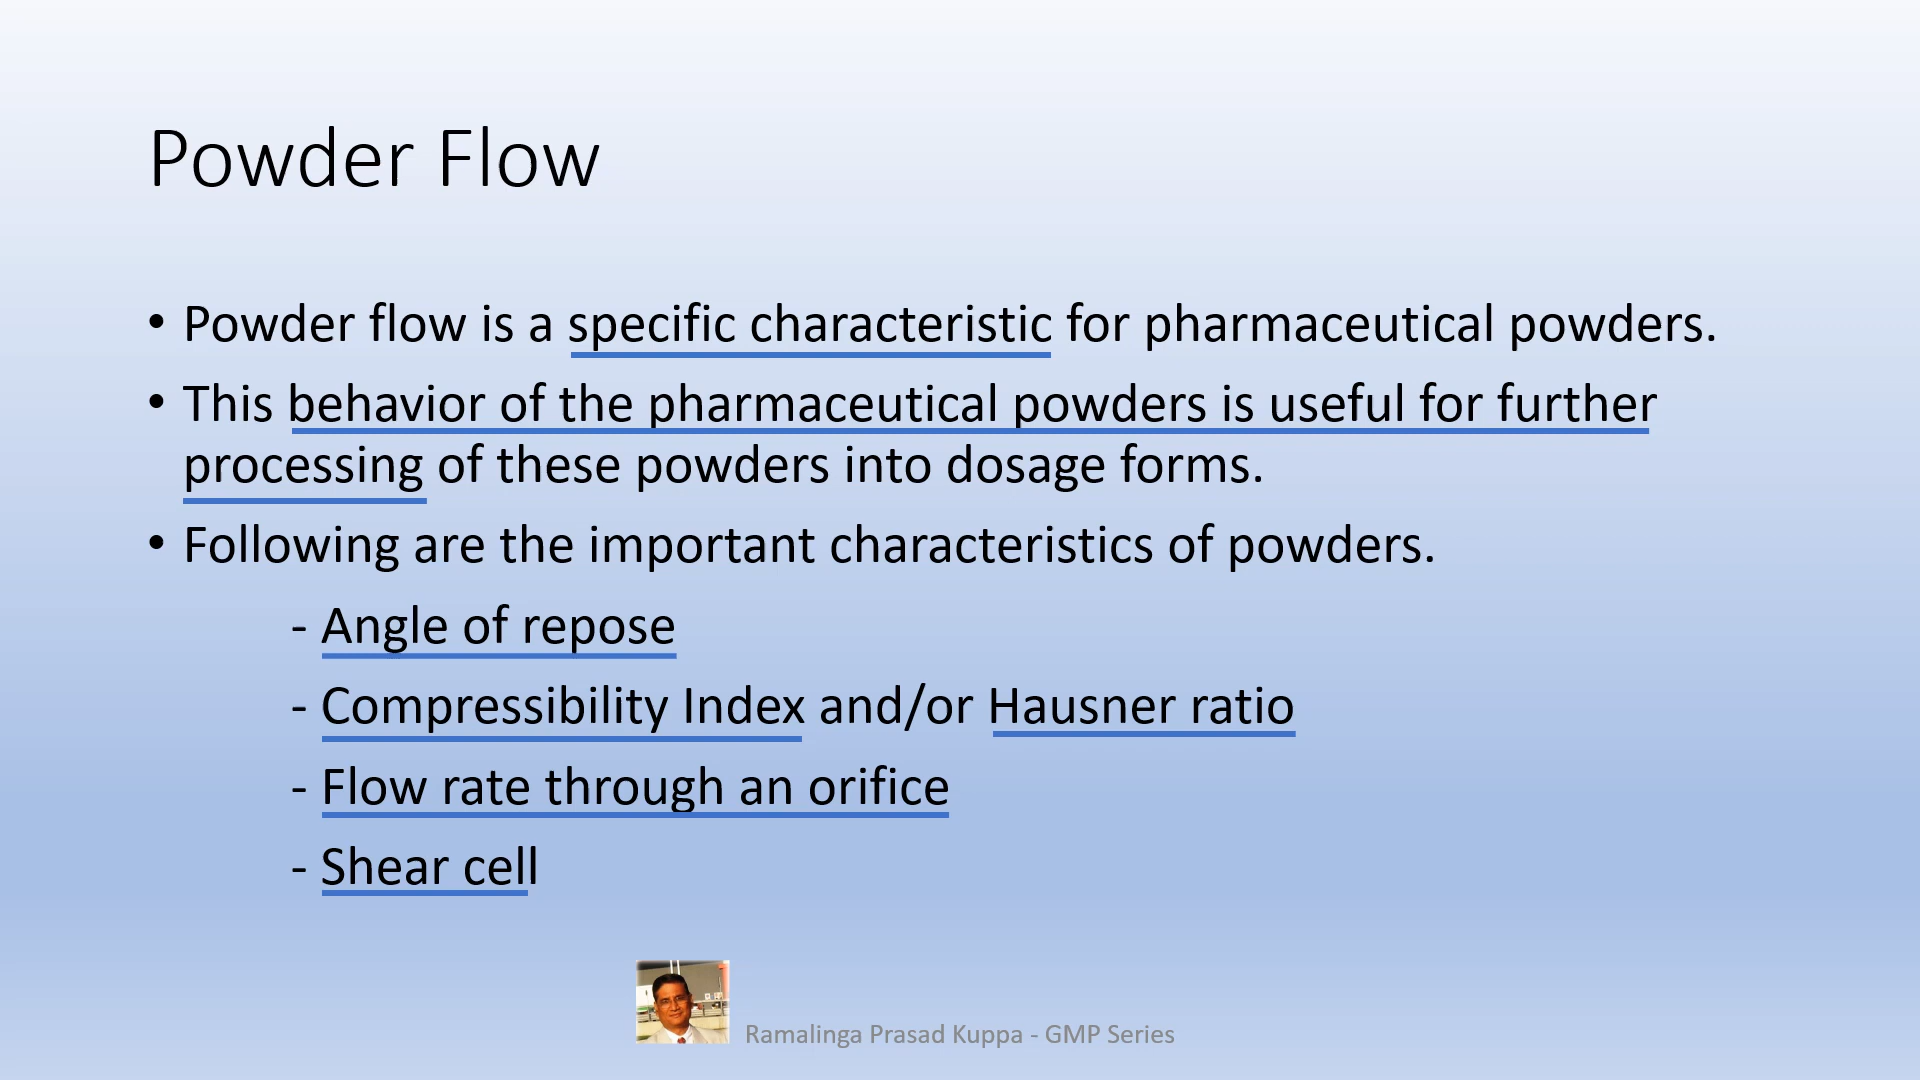 Powder Flow
• Powder flow is a specific characteristic for pharmaceutical powders.
• This behavior of the pharmaceutical powders is useful for further
processing of these powders into dosage forms.
• Following are the important characteristics of powders.
- Angle of repose
- Compressibility Index and/or Hausner ratio
- Flow rate through an orifice
- Shear cell
Ramalinga Prasad Kuppa - GMP Series